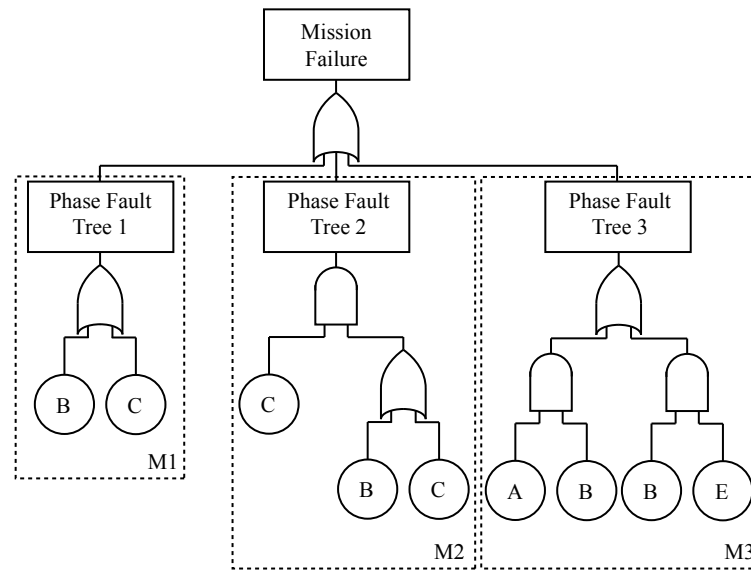 Mission
Failure
Phase Fault
Tree 1
Phase Fault
Tree 2
Phase Fault
Tree 3
B
C
M1
C
B
C
M2
A
B
B
E
M3